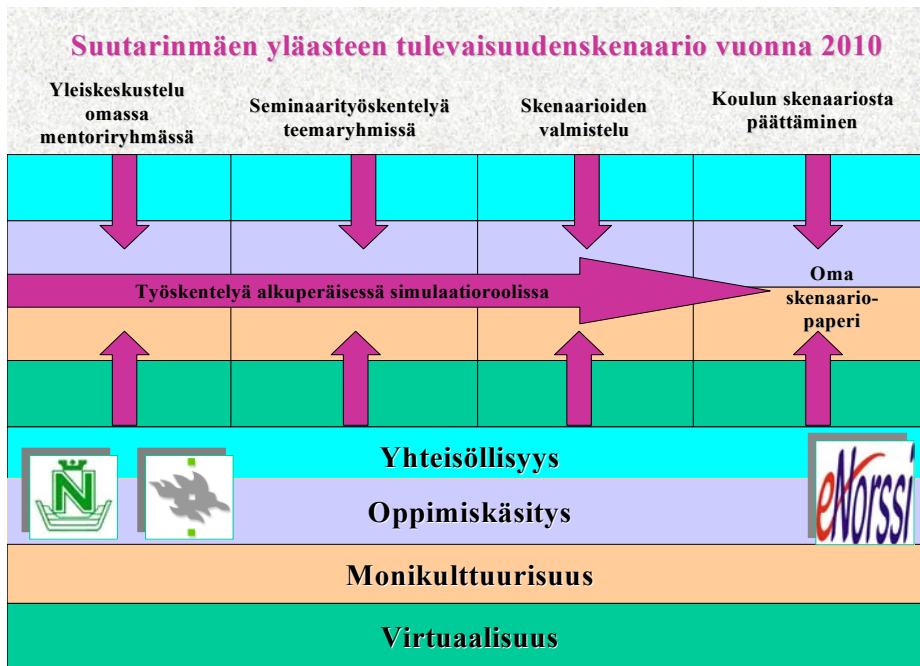 Suutarinmäen yläasteen tulevaisuudenskenaario vuonna 2010
Yleiskeskustelu
omassa
mentoriryhmässä
Seminaarityöskentelyä
teemaryhmissä
Skenaarioiden
valmistelu
Koulun skenaariosta
päättäminen
Työskentelyä alkuperäisessä simulaatioroolissa
Oma
skenaario-
paperi
Yhteisöllisyys
N
eNorssi
Oppimiskäsitys
Monikulttuurisuus
Virtuaalisuus